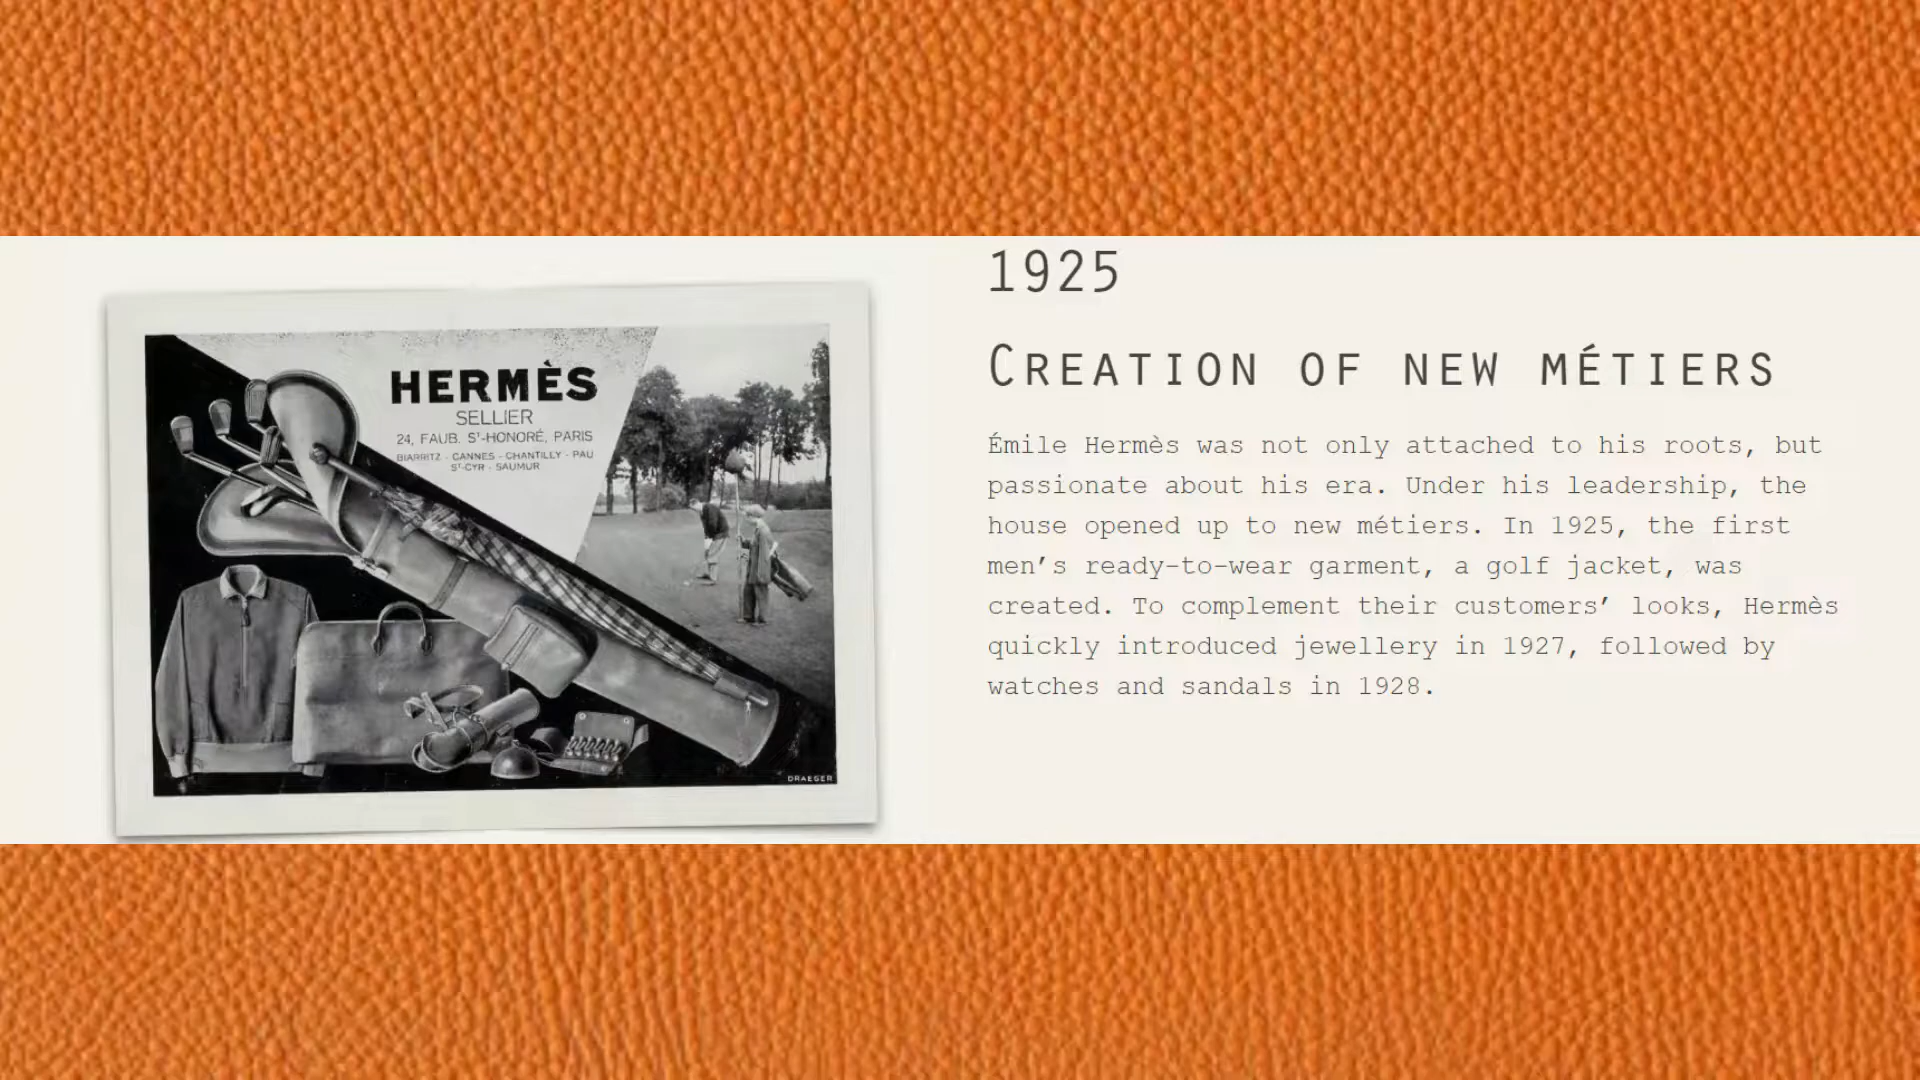 HERMÈS
SELLIER
24, FAUB. Sᵗ-HONORÉ, PARIS
BIARRITZ - CANNES - CHANTILLY - PAU
Sᵗ-CYR - SAUMUR
DRAEGER
1925
CREATION OF NEW MÉTIERS
Émile Hermès was not only attached to his roots, but
passionate about his era. Under his leadership, the
house opened up to new métiers. In 1925, the first
men’s ready-to-wear garment, a golf jacket, was
created. To complement their customers’ looks, Hermès
quickly introduced jewellery in 1927, followed by
watches and sandals in 1928.